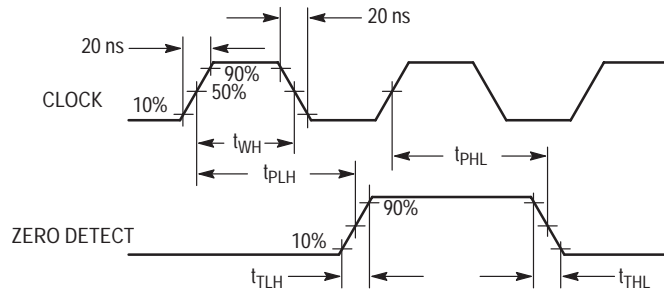 20 ns
20 ns
90%
50%
CLOCK
10%
tWH
tPLH
tPHL
90%
ZERO DETECT
10%
tTLH
tTHL